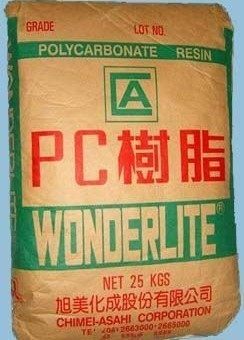 GRADE LOT NO.
POLYCARBONATE RESIN
CA
PC樹脂
WONDERLITE®
NET 25 KGS
旭美化成股份有限公司
CHIMEI-ASAHI CORPORATION